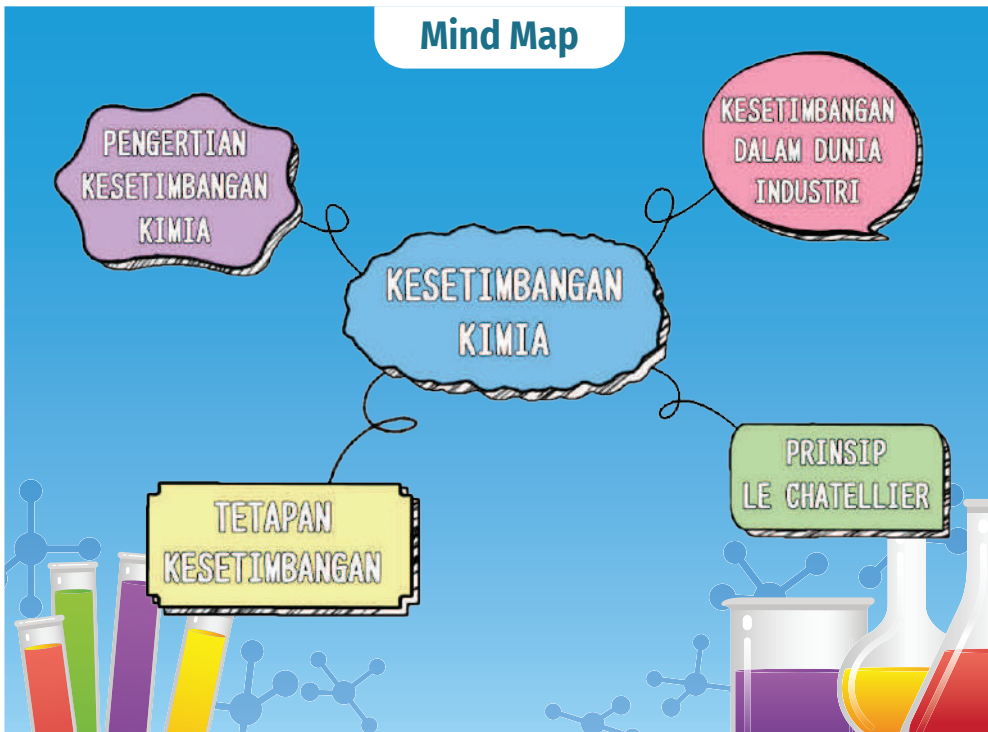 Mind Map
PENGERTIAN
KESETIMBANGAN
KIMIA
KESETIMBANGAN
DALAM DUNIA
INDUSTRI
KESETIMBANGAN
KIMIA
TETAPAN
KESETIMBANGAN
PRINSIP
LE CHATELLIER